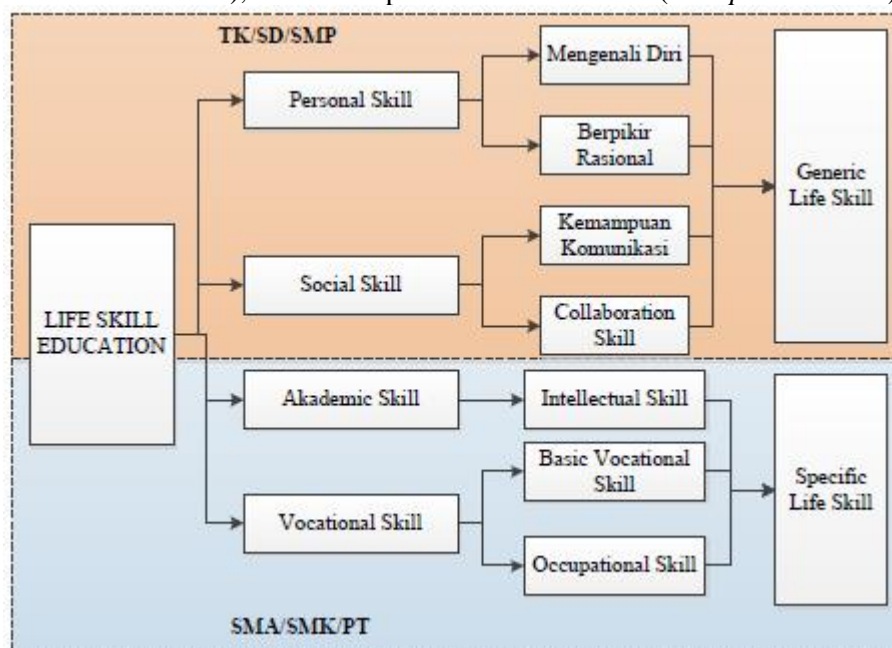 TK/SD/SMP
Mengenali Diri
Personal Skill
Berpikir
Rasional
Generic
Life Skill
Kemampuan
Komunikasi
Social Skill
Collaboration
Skill
LIFE SKILL
EDUCATION
Akademic Skill
Intellectual Skill
Basic Vocational
Skill
Specific
Life Skill
Vocational Skill
Occupational Skill
SMA/SMK/PT